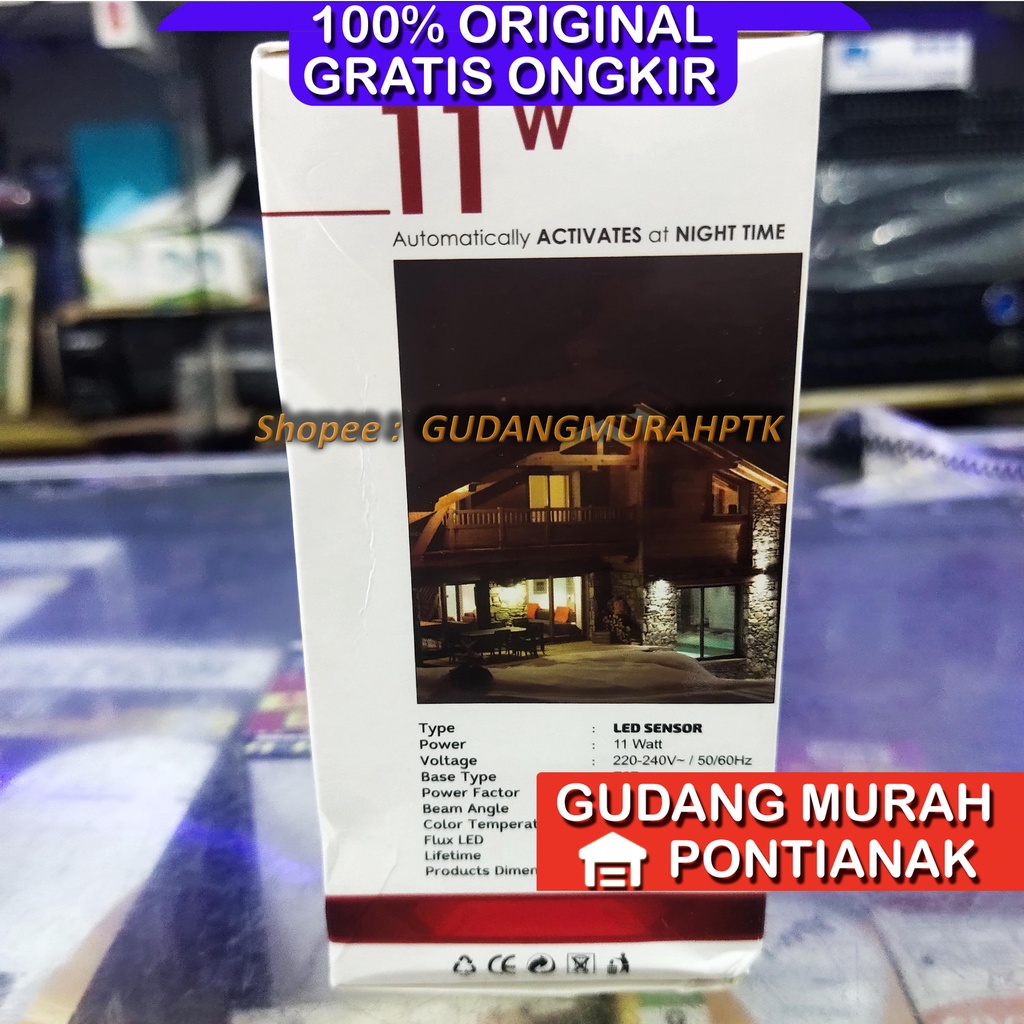 100% ORIGINAL
GRATIS ONGKIR
11 W
Automatically ACTIVATES at NIGHT TIME
Shopee : GUDANGMURAHPTK
Type : LED SENSOR
Power : 11 Watt
Voltage : 220-240V~ / 50/60Hz
Base Type
Power Factor
Beam Angle
Color Temperat
Flux LED
Lifetime
Products Dimen
GUDANG MURAH
PONTIANAK
CE